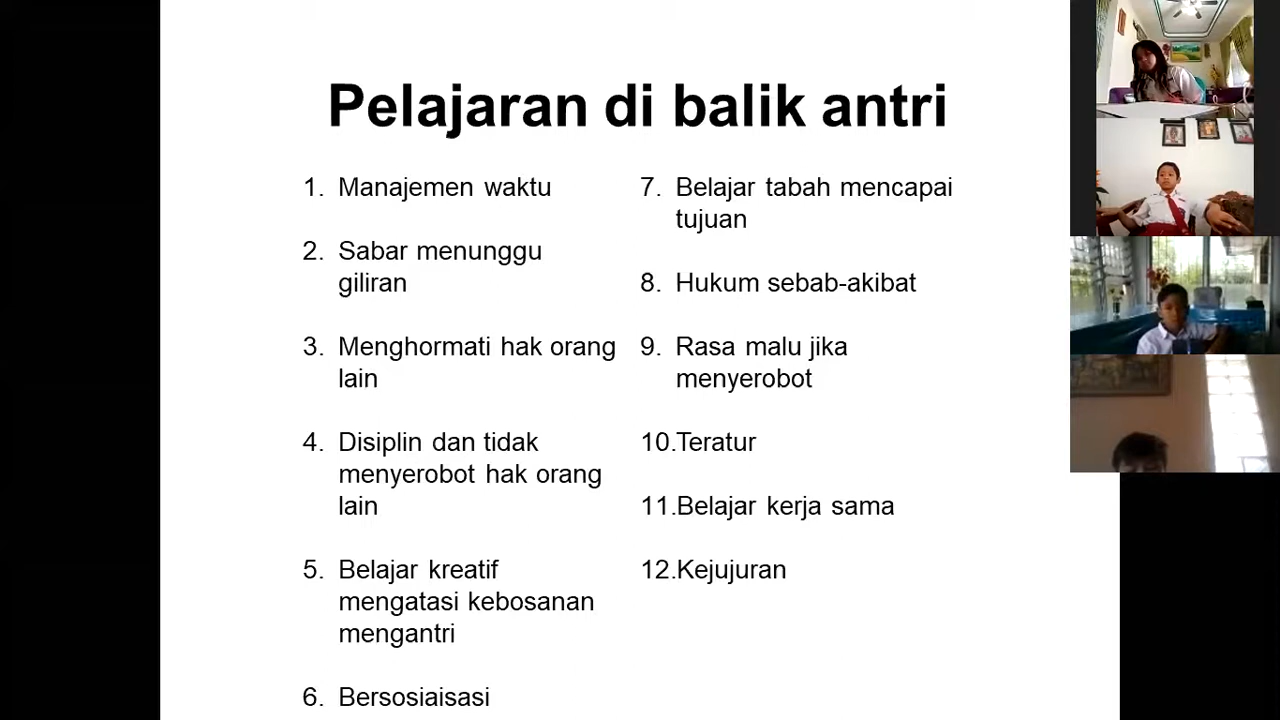 Pelajaran di balik antri
1. Manajemen waktu
2. Sabar menunggu
giliran
3. Menghormati hak orang
lain
4. Disiplin dan tidak
menyerobot hak orang
lain
5. Belajar kreatif
mengatasi kebosanan
mengantri
6. Bersosiaisasi
7. Belajar tabah mencapai
tujuan
8. Hukum sebab-akibat
9. Rasa malu jika
menyerobot
10.Teratur
11.Belajar kerja sama
12.Kejujuran